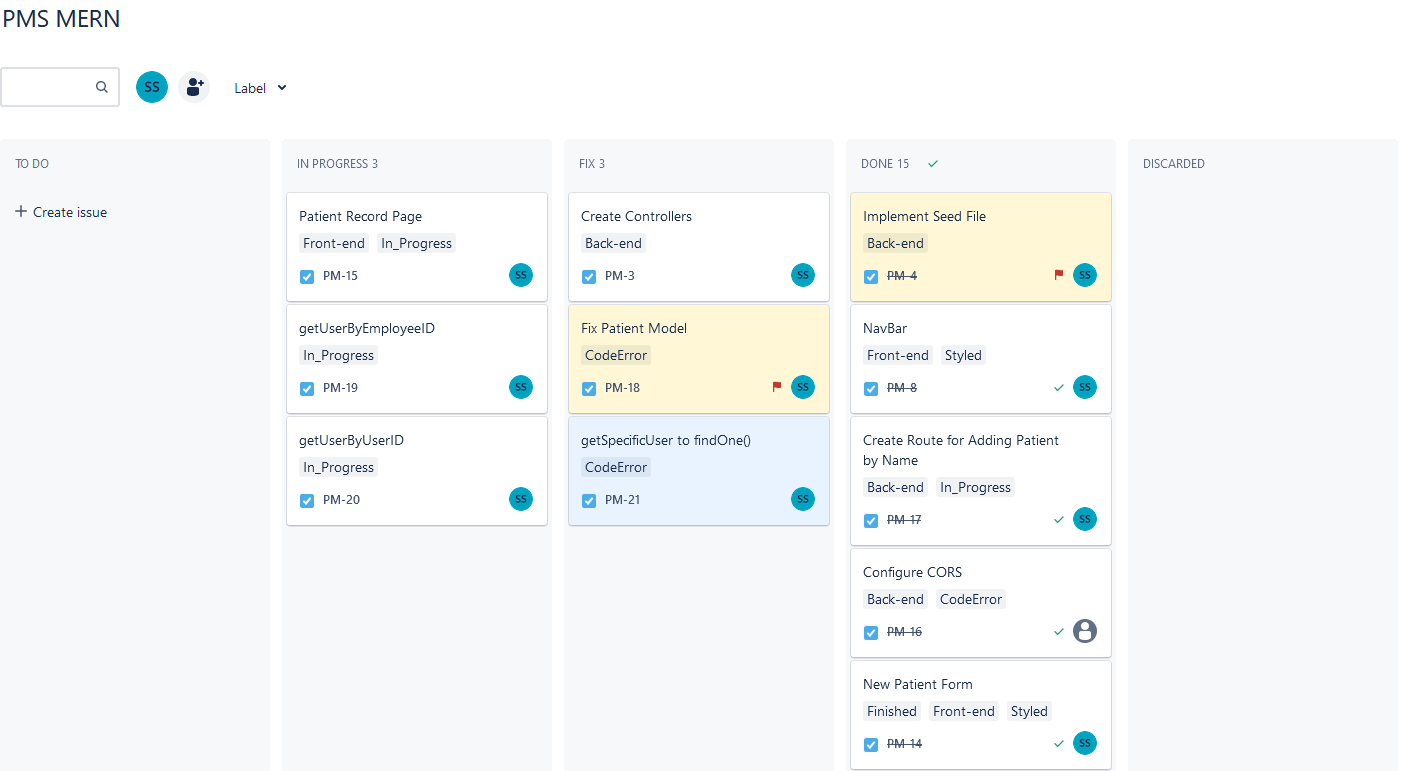 PMS MERN
SS
Label
TO DO
Create issue
IN PROGRESS 3
Patient Record Page
Front-end In_Progress
PM-15 SS
getUserByEmployeeID
In_Progress
PM-19 SS
getUserByUserID
In_Progress
PM-20 SS
FIX 3
Create Controllers
Back-end
PM-3 SS
Fix Patient Model
CodeError
PM-18 SS
getSpecificUser to findOne()
CodeError
PM-21 SS
DONE 15
Implement Seed File
Back-end
PM-4 SS
NavBar
Front-end Styled
PM-8 SS
Create Route for Adding Patient
by Name
Back-end In_Progress
PM-17 SS
Configure CORS
Back-end CodeError
PM-16
New Patient Form
Finished Front-end Styled
PM-14 SS
DISCARDED